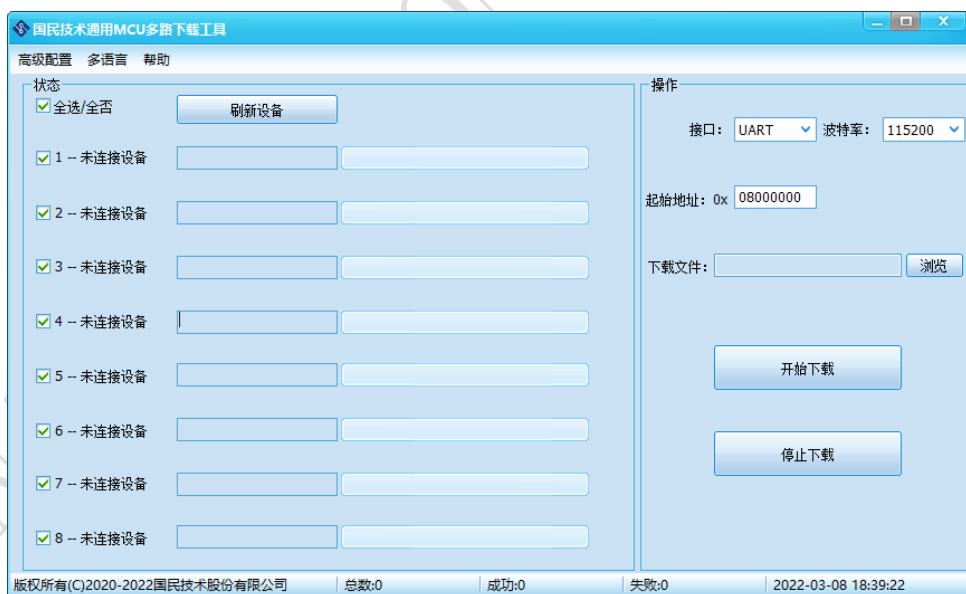 国民技术通用MCU多路下载工具
高级配置 多语言 帮助
状态
全选/全否 刷新设备
1 -- 未连接设备
2 -- 未连接设备
3 -- 未连接设备
4 -- 未连接设备
5 -- 未连接设备
6 -- 未连接设备
7 -- 未连接设备
8 -- 未连接设备
操作
接口: UART 波特率: 115200
起始地址: 0x 08000000
下载文件: 浏览
开始下载
停止下载
版权所有(C)2020-2022国民技术股份有限公司 总数:0 成功:0 失败:0 2022-03-08 18:39:22